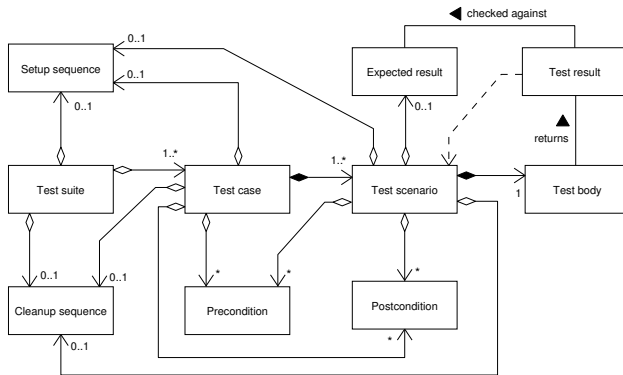 checked against
0..1
Setup sequence
0..1
Expected result
Test result
0..1
0..1
returns
1..*
1..*
Test suite
Test case
Test scenario
Test body
1
0..1
0..1
*
*
*
Cleanup sequence
Precondition
Postcondition
0..1
*